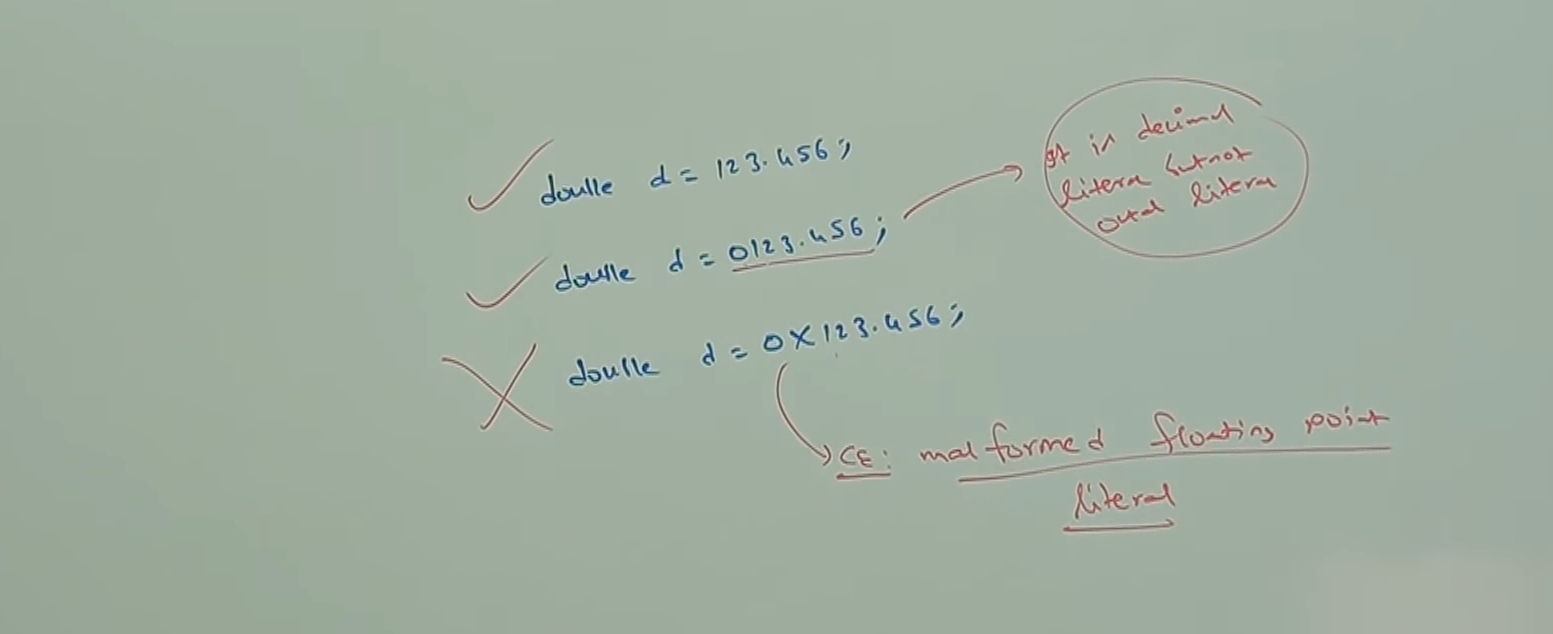 double d = 123.456;
double d = 0123.456;
It is decimal
literal but not
octal literal
double d = 0X123.456;
CE: malformed floating point
literal